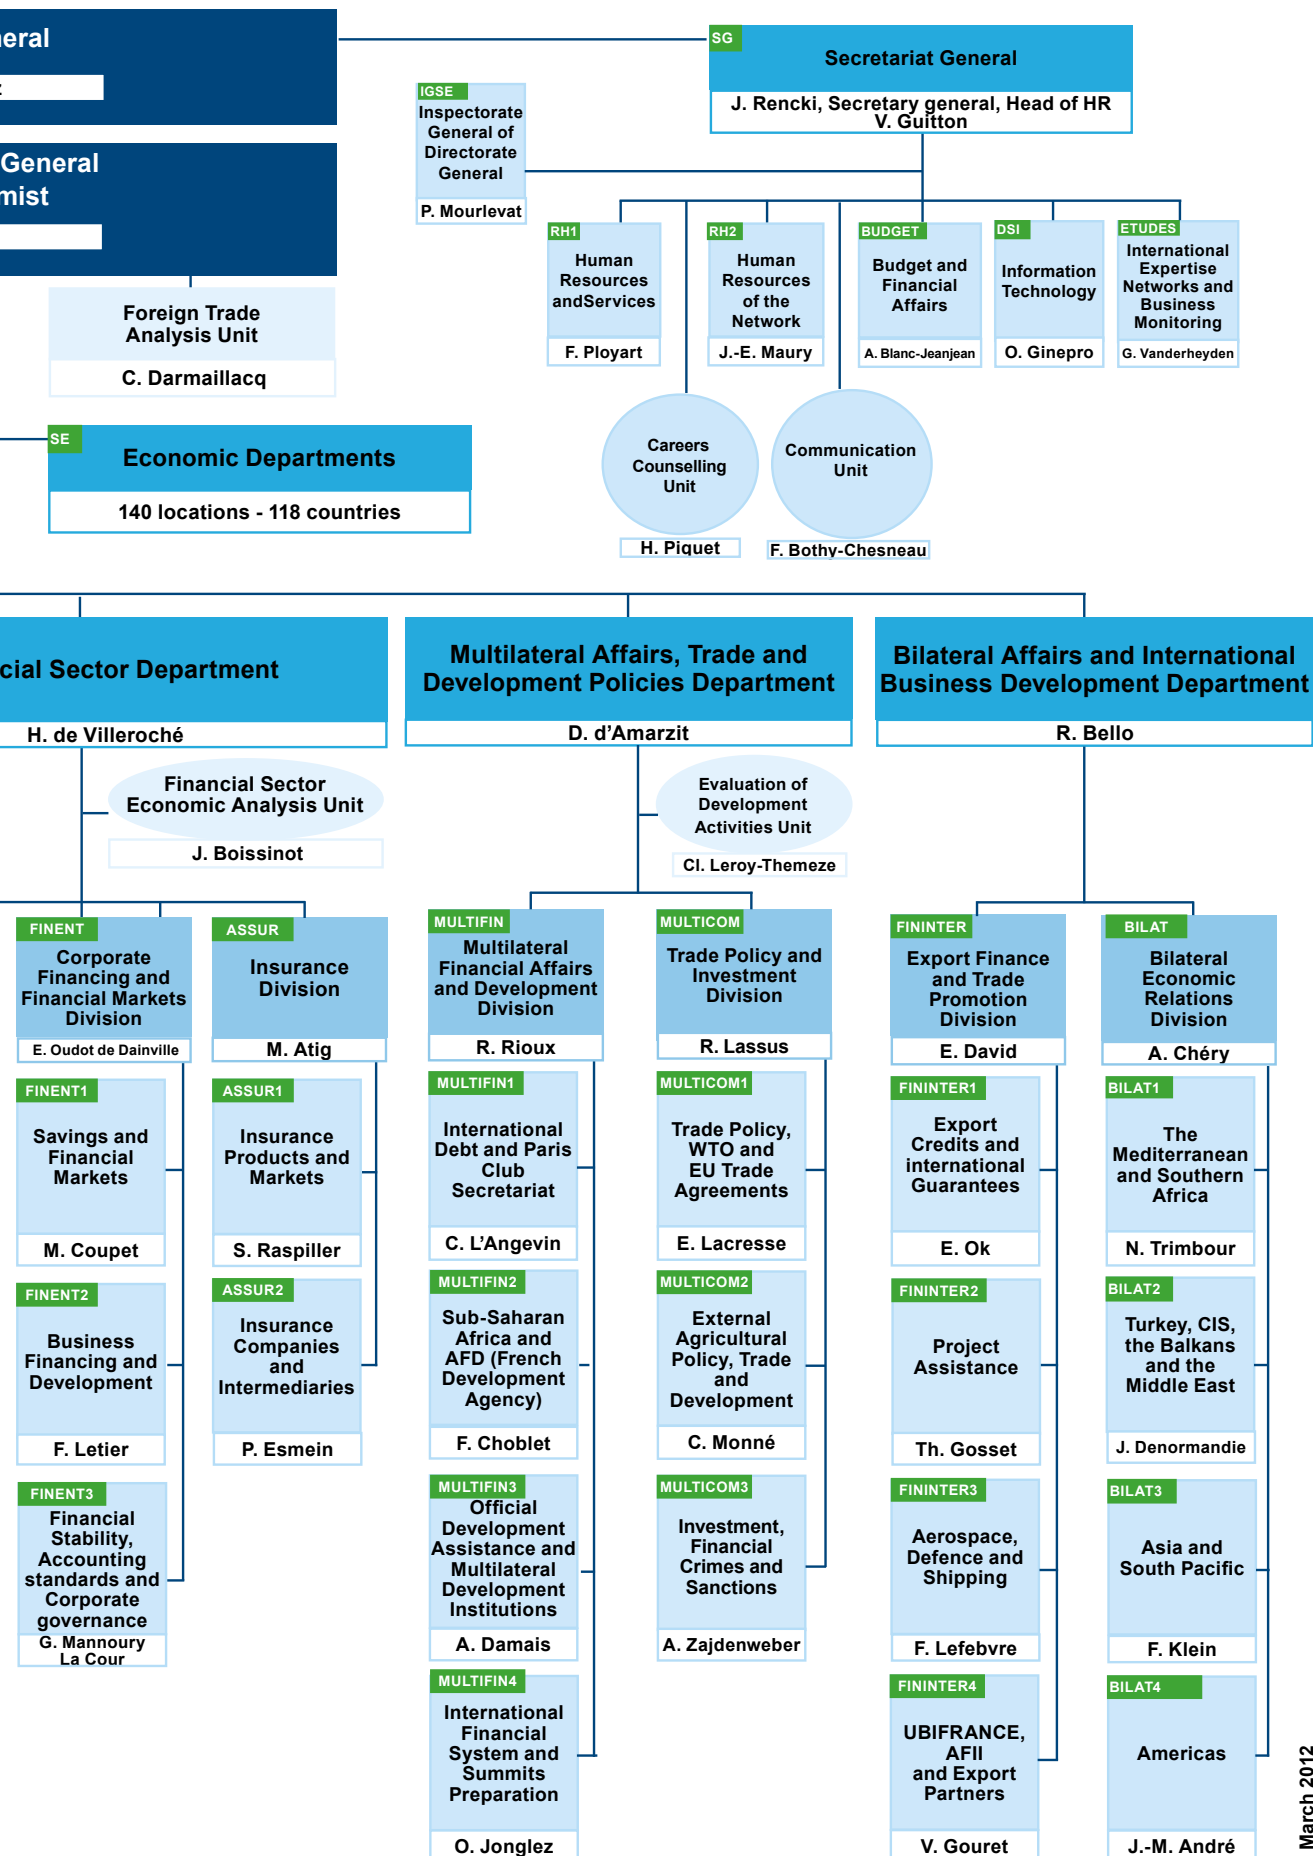 neral
General
mist
SG
Secretariat General
J. Rencki, Secretary general, Head of HR
V. Guitton
IGSE
Inspectorate
General of
Directorate
General
P. Mourlevat
RH1
Human
Resources
andServices
F. Ployart
RH2
Human
Resources
of the
Network
J.-E. Maury
BUDGET
Budget and
Financial
Affairs
A. Blanc-Jeanjean
DSI
Information
Technology
O. Ginepro
ETUDES
International
Expertise
Networks and
Business
Monitoring
G. Vanderheyden
Foreign Trade
Analysis Unit
C. Darmaillacq
Careers
Counselling
Unit
H. Piquet
Communication
Unit
F. Bothy-Chesneau
SE
Economic Departments
140 locations - 118 countries
cial Sector Department
H. de Villeroché
Financial Sector
Economic Analysis Unit
J. Boissinot
FINENT
Corporate
Financing and
Financial Markets
Division
E. Oudot de Dainville
FINENT1
Savings and
Financial
Markets
M. Coupet
FINENT2
Business
Financing and
Development
F. Letier
FINENT3
Financial
Stability,
Accounting
standards and
Corporate
governance
G. Mannoury
La Cour
ASSUR
Insurance
Division
M. Atig
ASSUR1
Insurance
Products and
Markets
S. Raspiller
ASSUR2
Insurance
Companies
and
Intermediaries
P. Esmein
Multilateral Affairs, Trade and
Development Policies Department
D. d’Amarzit
Evaluation of
Development
Activities Unit
Cl. Leroy-Themeze
MULTIFIN
Multilateral
Financial Affairs
and Development
Division
R. Rioux
MULTIFIN1
International
Debt and Paris
Club
Secretariat
C. L’Angevin
MULTIFIN2
Sub-Saharan
Africa and
AFD (French
Development
Agency)
F. Choblet
MULTIFIN3
Official
Development
Assistance and
Multilateral
Development
Institutions
A. Damais
MULTIFIN4
International
Financial
System and
Summits
Preparation
O. Jonglez
MULTICOM
Trade Policy and
Investment
Division
R. Lassus
MULTICOM1
Trade Policy,
WTO and
EU Trade
Agreements
E. Lacresse
MULTICOM2
External
Agricultural
Policy, Trade
and
Development
C. Monné
MULTICOM3
Investment,
Financial
Crimes and
Sanctions
A. Zajdenweber
Bilateral Affairs and International
Business Development Department
R. Bello
FININTER
Export Finance
and Trade
Promotion
Division
E. David
FININTER1
Export
Credits and
international
Guarantees
E. Ok
FININTER2
Project
Assistance
Th. Gosset
FININTER3
Aerospace,
Defence and
Shipping
F. Lefebvre
FININTER4
UBIFRANCE,
AFII
and Export
Partners
V. Gouret
BILAT
Bilateral
Economic
Relations
Division
A. Chéry
BILAT1
The
Mediterranean
and Southern
Africa
N. Trimbour
BILAT2
Turkey, CIS,
the Balkans
and the
Middle East
J. Denormandie
BILAT3
Asia and
South Pacific
F. Klein
BILAT4
Americas
J.-M. André
March 2012